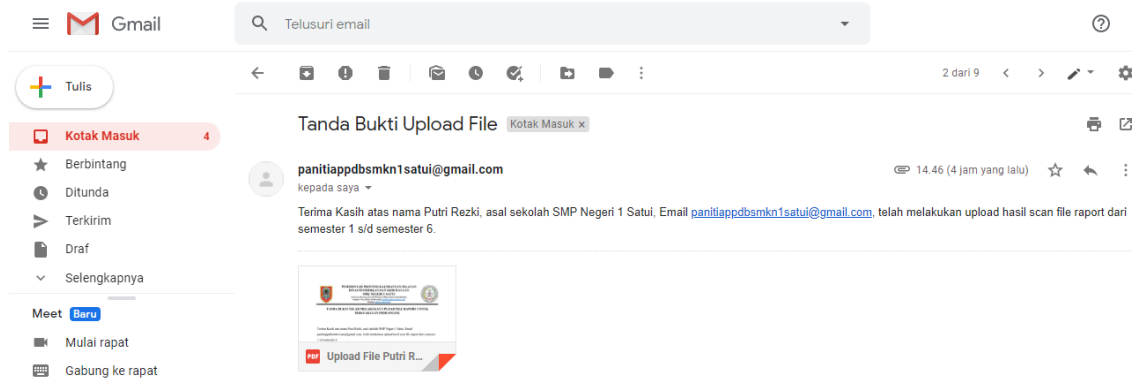 Gmail
Telusuri email
Tulis
2 dari 9
Kotak Masuk 4
Berbintang
Ditunda
Terkirim
Draf
Selengkapnya
Meet Baru
Mulai rapat
Gabung ke rapat
Tanda Bukti Upload File Kotak Masuk x
panitiappdbsmkn1satui@gmail.com 14.46 (4 jam yang lalu)
kepada saya
Terima Kasih atas nama Putri Rezki, asal sekolah SMP Negeri 1 Satui, Email panitiappdbsmkn1satui@gmail.com, telah melakukan upload hasil scan file raport dari
semester 1 s/d semester 6.
PDF Upload File Putri R...